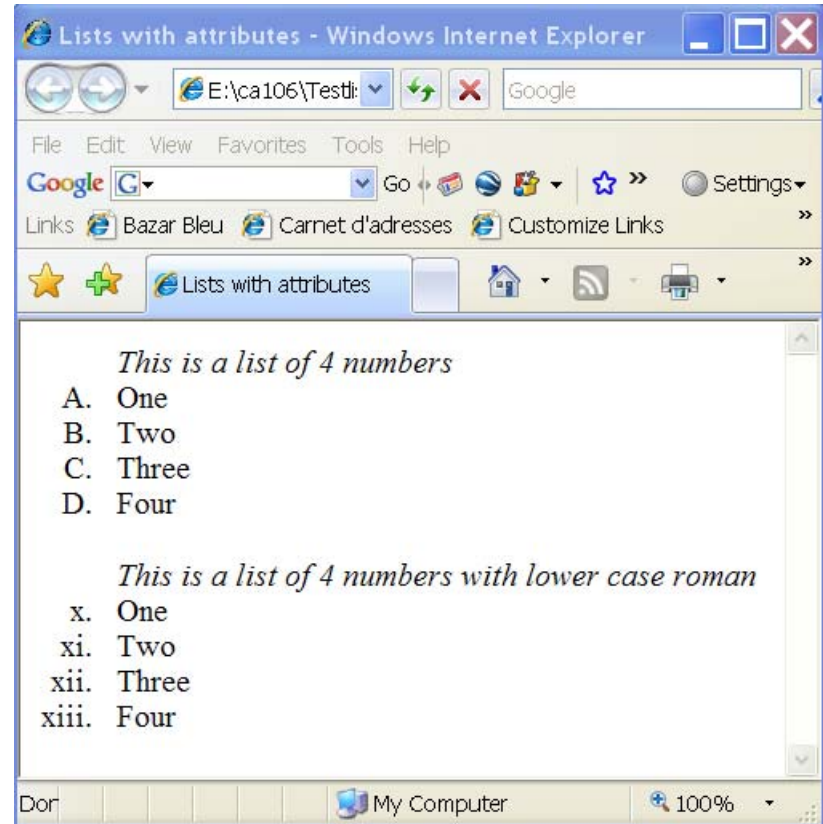 Lists with attributes - Windows Internet Explorer
E:\ca106\Testli Google
File Edit View Favorites Tools Help
Google G Go » Settings
Links Bazar Bleu Carnet d'adresses Customize Links »
Lists with attributes »
This is a list of 4 numbers
A. One
B. Two
C. Three
D. Four
This is a list of 4 numbers with lower case roman
x. One
xi. Two
xii. Three
xiii. Four
Dor My Computer 100%